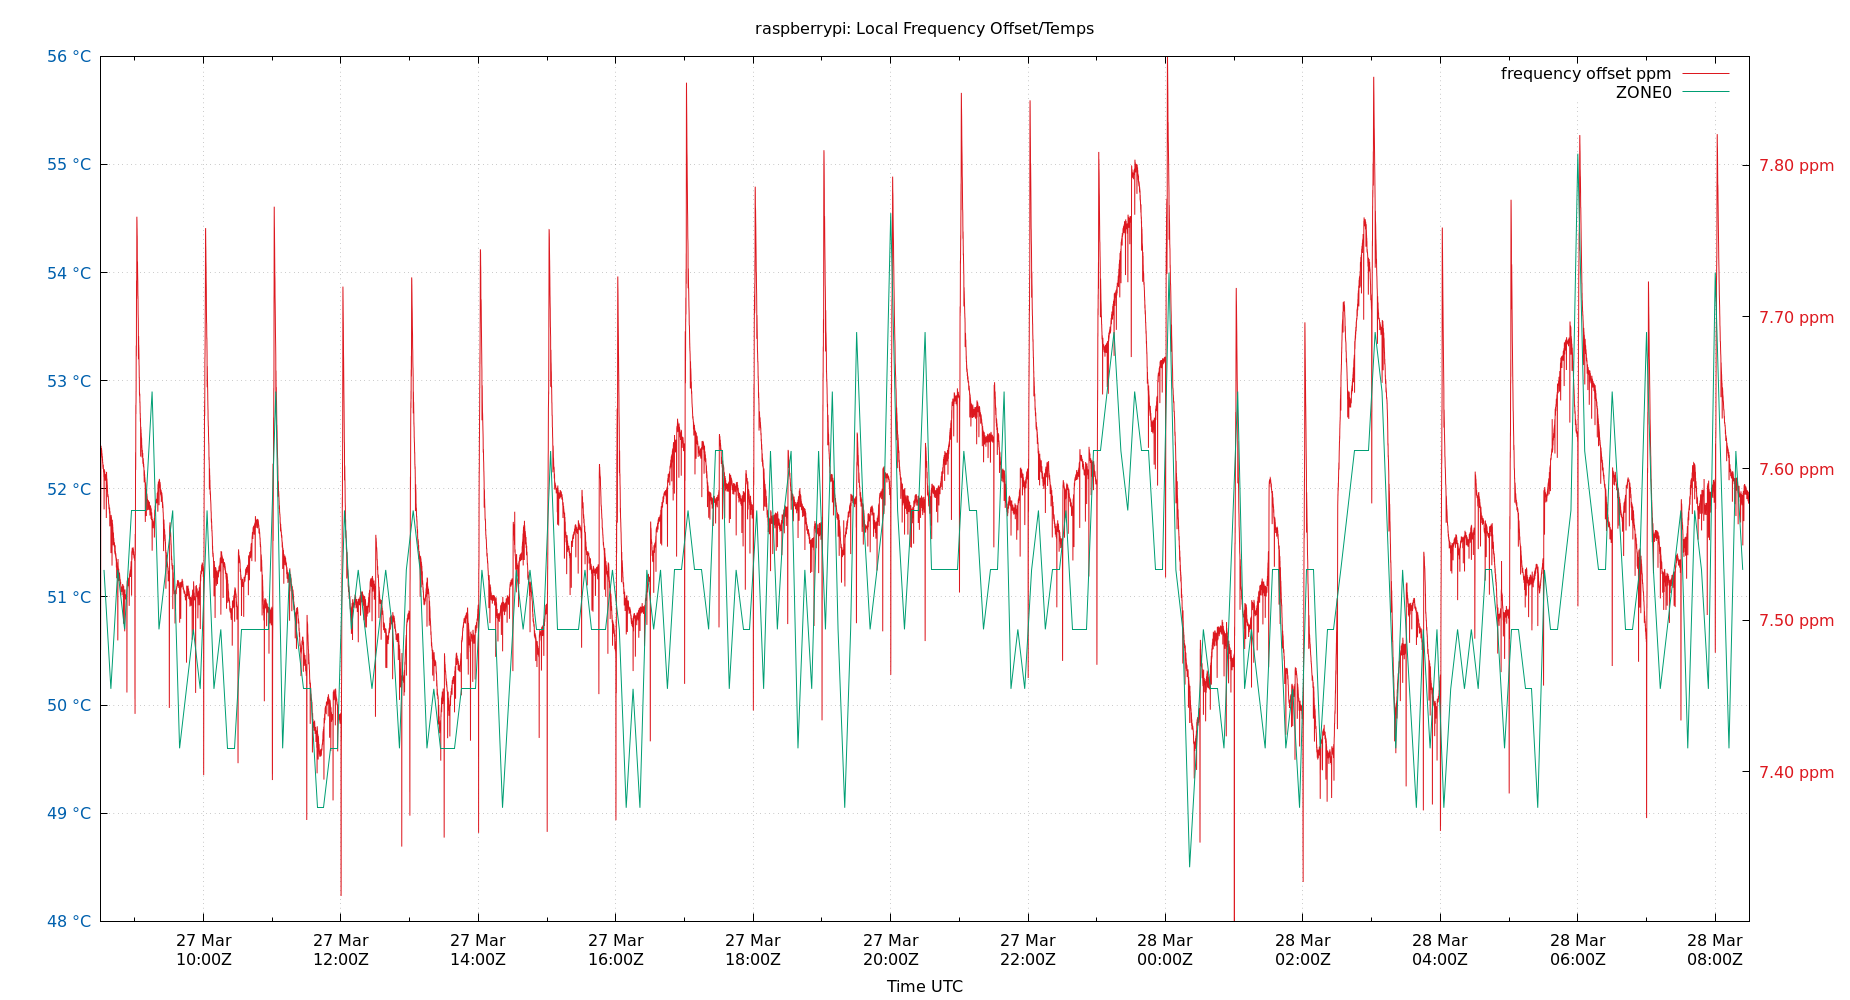 raspberrypi: Local Frequency Offset/Temps
56 °C
55 °C
54 °C
53 °C
52 °C
51 °C
50 °C
49 °C
48 °C
frequency offset ppm
ZONE0
7.80 ppm
7.70 ppm
7.60 ppm
7.50 ppm
7.40 ppm
27 Mar 27 Mar 27 Mar 27 Mar 27 Mar 27 Mar 27 Mar 28 Mar 28 Mar 28 Mar 28 Mar 28 Mar
10:00Z 12:00Z 14:00Z 16:00Z 18:00Z 20:00Z 22:00Z 00:00Z 02:00Z 04:00Z 06:00Z 08:00Z
Time UTC